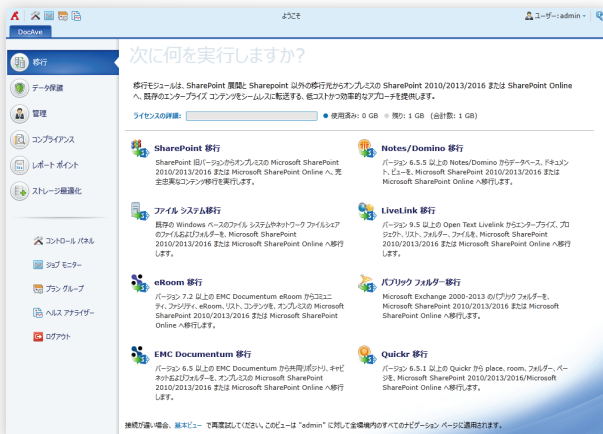 ようこそ
ユーザー:admin
DocAve
移行
データ保護
管理
コンプライアンス
レポート ポイント
ストレージ最適化
コントロール パネル
ジョブ モニター
プラン グループ
ヘルス アナライザー
ログアウト
次に何を実行しますか?
移行モジュールは、SharePoint 展開と Sharepoint 以外の移行元からオンプレミスの SharePoint 2010/2013/2016 または SharePoint Online
へ、既存のエンタープライズ コンテンツをシームレスに転送する、低コストかつ効率的なアプローチを提供します。
ライセンスの詳細: 使用済み: 0 GB 残り: 1 GB (合計数: 1 GB)
SharePoint 移行
SharePoint 旧バージョンからオンプレミスの Microsoft SharePoint
2010/2013/2016 または Microsoft SharePoint Online へ、完
全忠実なコンテンツ移行を実行します。
Notes/Domino 移行
バージョン 6.5.5 以上の Notes/Domino からデータベース、ドキュメン
ト、ビューを、Microsoft SharePoint 2010/2013/2016 または
Microsoft SharePoint Online へ移行します。
ファイル システム移行
既存の Windows ベースのファイル システムやネットワーク ファイルシェア
のファイルおよびフォルダーを、Microsoft SharePoint
2010/2013/2016 または Microsoft SharePoint Online へ移行
します。
LiveLink 移行
バージョン 9.5 以上の Open Text Livelink からエンタープライズ、プロ
ジェクト、リスト、フォルダー、ファイルを、Microsoft SharePoint
2010/2013/2016 または Microsoft SharePoint Online へ移行
します。
eRoom 移行
バージョン 7.2 以上の EMC Documentum eRoom からコミュニ
ティ、ファシリティ、eRoom、リスト、コンテンツを、オンプレミスの Microsoft
SharePoint 2010/2013/2016 または Microsoft SharePoint
Online へ移行します。
パブリック フォルダー移行
Microsoft Exchange 2000-2013 のパブリック フォルダーを、
Microsoft SharePoint 2010/2013/2016 または Microsoft
SharePoint Online へ移行します。
EMC Documentum 移行
バージョン 6.5 以上の EMC Documentum から共同リポジトリ、キャビ
ネットおよびフォルダーを、オンプレミスの Microsoft SharePoint
2010/2013/2016 または Microsoft SharePoint Online へ移行
します。
Quickr 移行
バージョン 6.5.1 以上の Quickr から place、room、フォルダー、ペー
ジを、Microsoft SharePoint 2010/2013/2016/Microsoft
SharePoint Online へ移行します。
接続が遅い場合、基本ビュー で再度試してください。このビューは "admin" に対して全環境内のすべてのナビゲーション ページに適用されます。